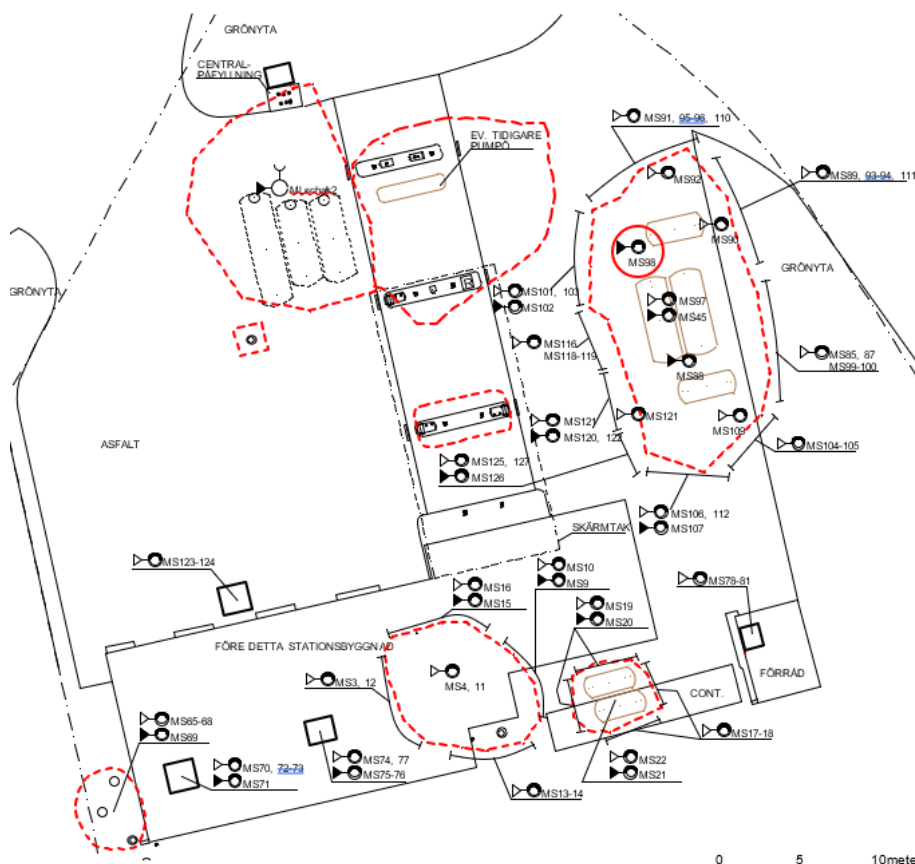 GRÖNYTA
CENTRAL-
PÅFYLLNING
EV. TIDIGARE
PUMPÖ
MS91, 95-96, 110
MS92
MS89, 93-94, 111
MS90
MS98
GRÖNYTA
GRÖNYTA
MS97
MS45
MS101, 103
MS102
MS116
MS118-119
MS88
MS85, 87
MS99-100
MS121
MS120, 122
MS121
MS109
MS104-105
ASFALT
MS125, 127
MS126
MS106, 112
MS107
SKÄRMTAK
MS123-124
MS16
MS15
MS10
MS9
MS78-81
MS19
MS20
FÖRE DETTA STATIONSBYGGNAD
MS3, 12
MS4, 11
FÖRRÅD
CONT.
MS65-68
MS69
MS17-18
MS70, 72-73
MS71
MS74, 77
MS75-76
MS22
MS21
MS13-14
0 5 10mete